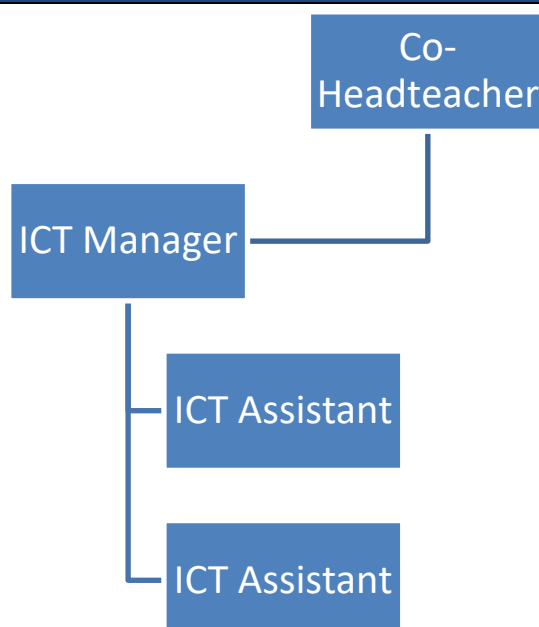 Co-
Headteacher
ICT Manager
ICT Assistant
ICT Assistant